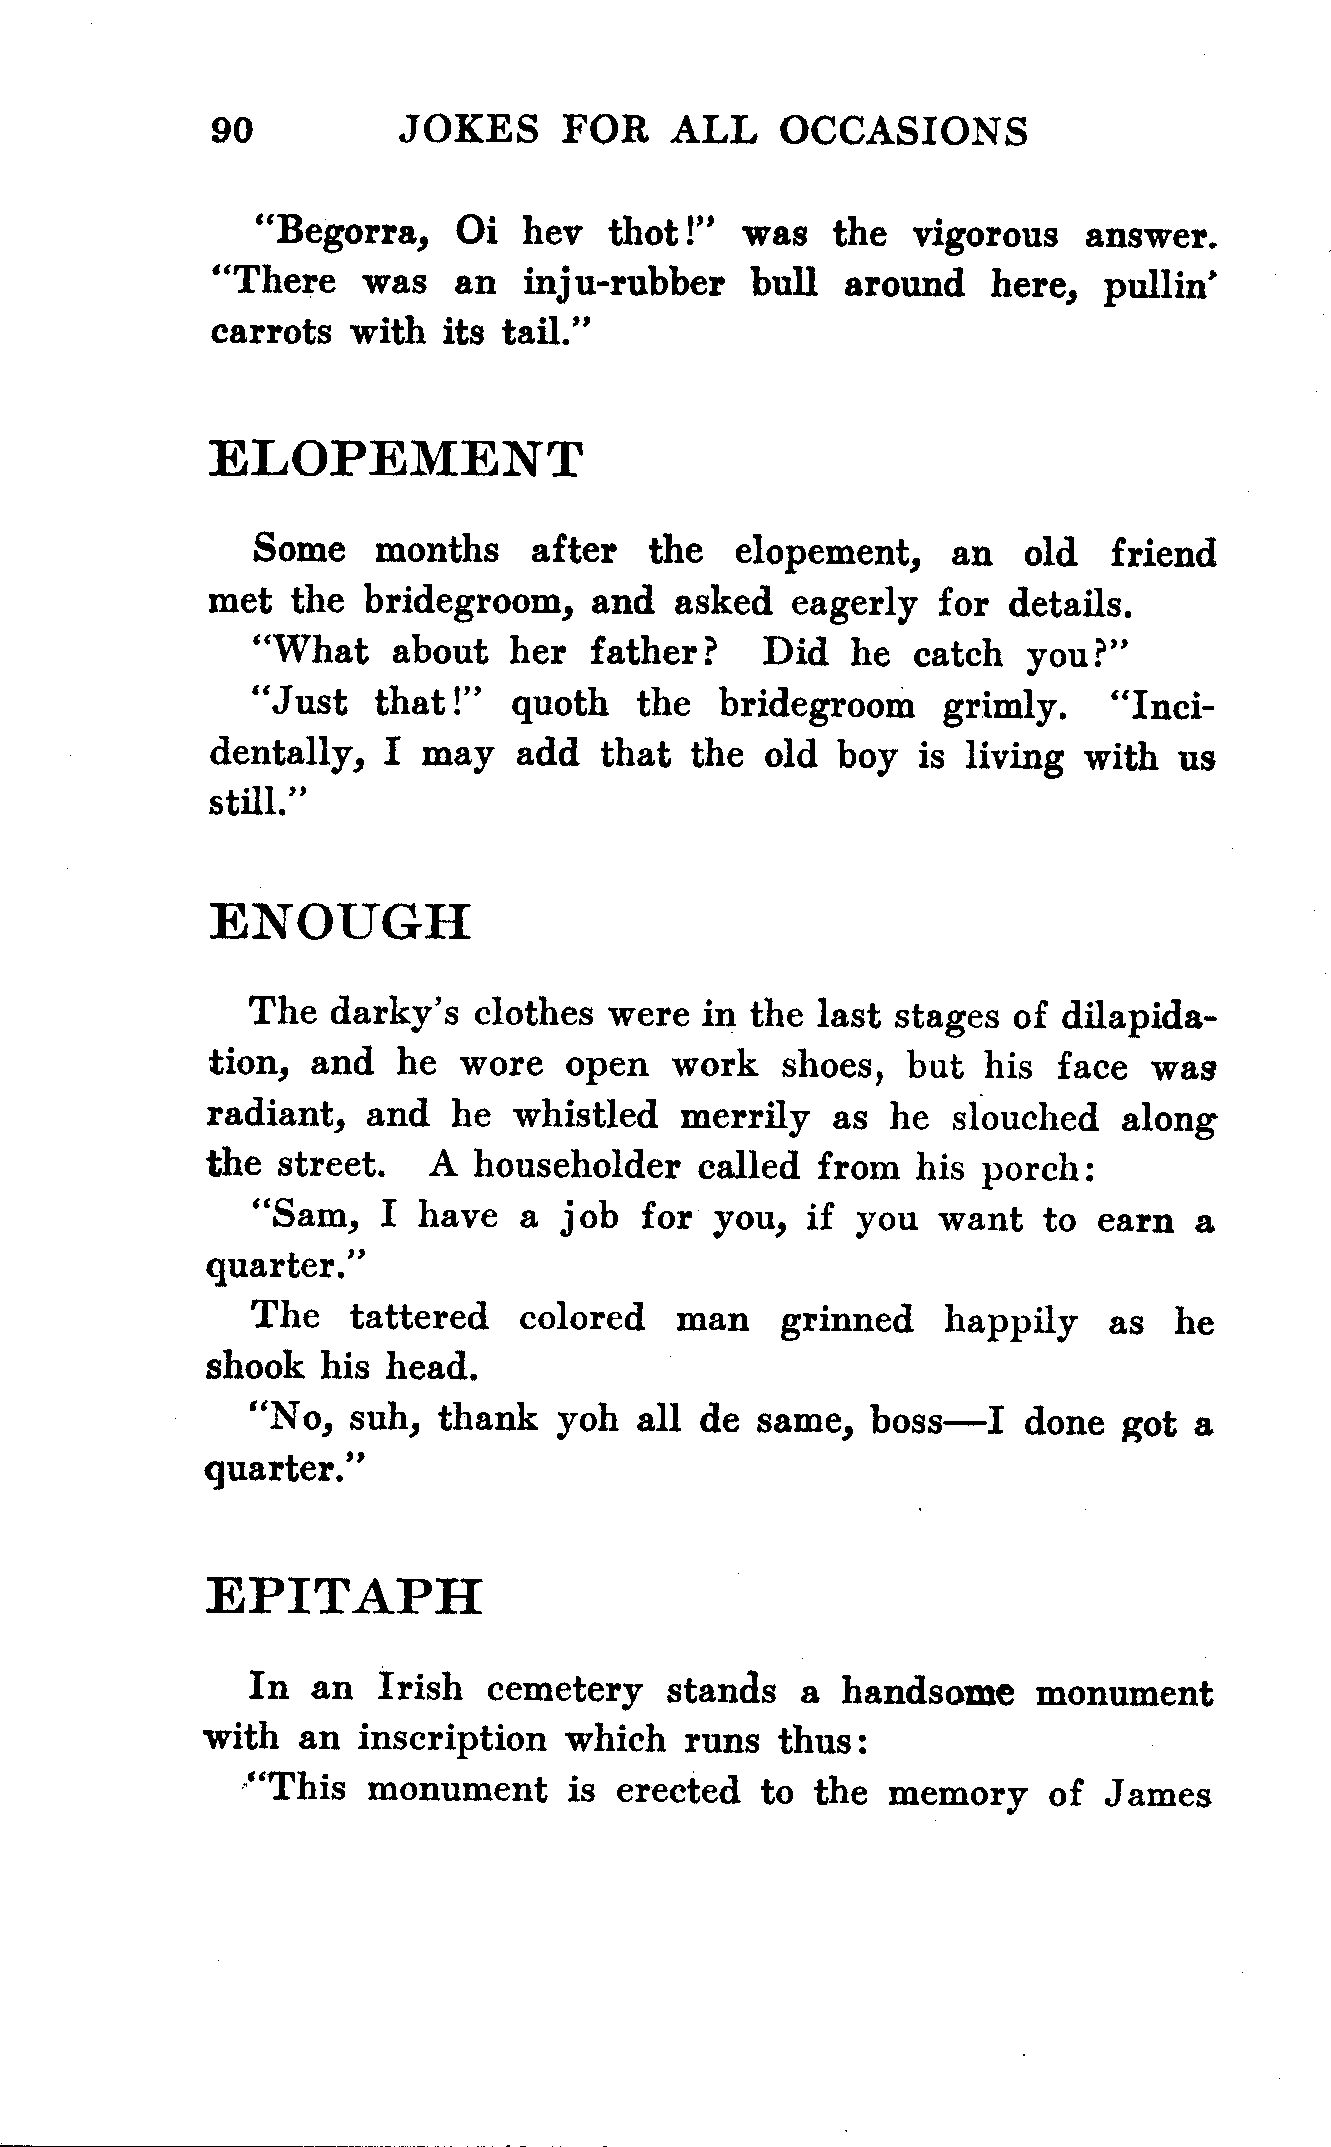 90 JOKES FOR ALL OCCASIONS
“Begorra, Oi hev thot!” was the vigorous answer.
“There was an inju-rubber bull around here, pullin’
carrots with its tail.”
ELOPEMENT
Some months after the elopement, an old friend
met the bridegroom, and asked eagerly for details.
“What about her father? Did he catch you?”
“Just that!” quoth the bridegroom grimly. “Inci-
dentally, I may add that the old boy is living with us
still.”
ENOUGH
The darky’s clothes were in the last stages of dilapida-
tion, and he wore open work shoes, but his face was
radiant, and he whistled merrily as he slouched along
the street. A householder called from his porch:
“Sam, I have a job for you, if you want to earn a
quarter.”
The tattered colored man grinned happily as he
shook his head.
“No, suh, thank yoh all de same, boss—I done got a
quarter.”
EPITAPH
In an Irish cemetery stands a handsome monument
with an inscription which runs thus:
“This monument is erected to the memory of James